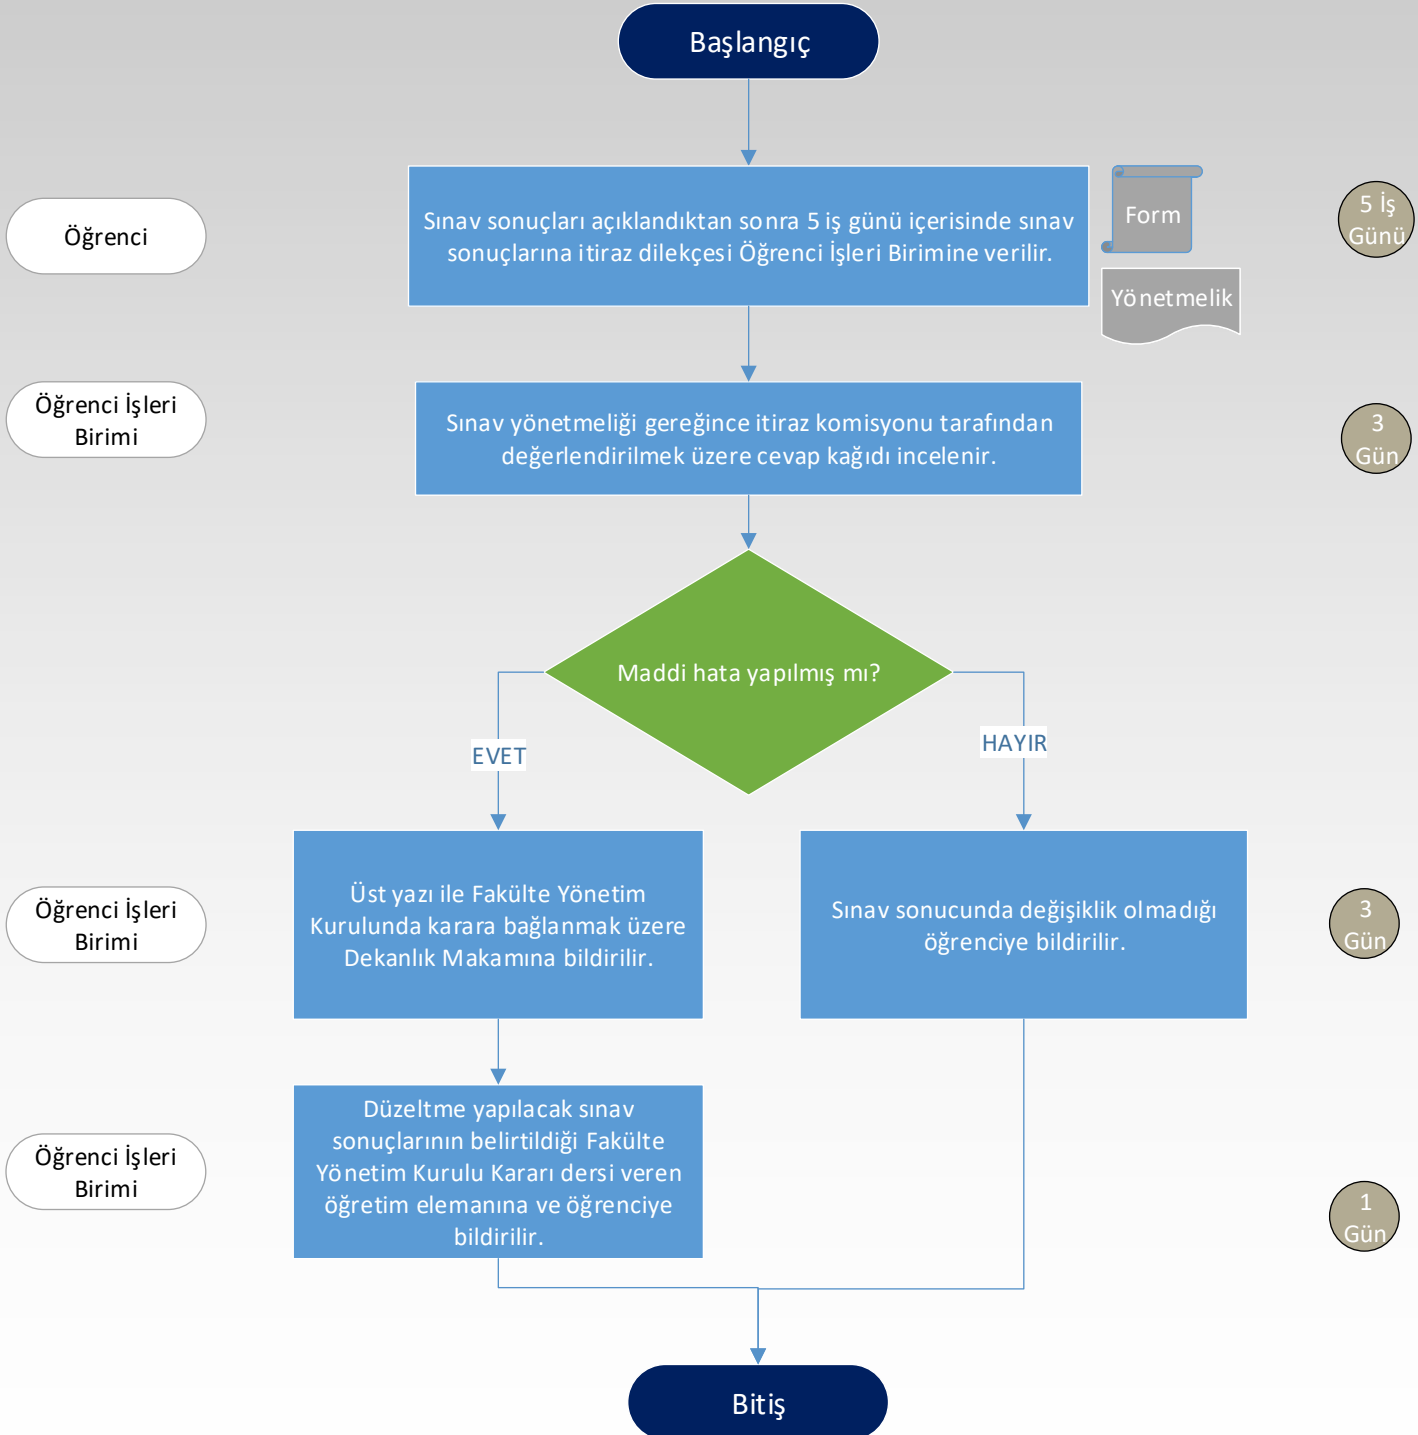 Başlangıç
Öğrenci
Sınav sonuçları açıklandıktan sonra 5 iş günü içerisinde sınav
sonuçlarına itiraz dilekçesi Öğrenci İşleri Birimine verilir.
Form
Yönetmelik
5 İş
Günü
Öğrenci İşleri
Birimi
Sınav yönetmeliği gereğince itiraz komisyonu tarafından
değerlendirilmek üzere cevap kağıdı incelenir.
3
Gün
Maddi hata yapılmış mı?
EVET
HAYIR
Öğrenci İşleri
Birimi
Üst yazı ile Fakülte Yönetim
Kurulunda karara bağlanmak üzere
Dekanlık Makamına bildirilir.
Sınav sonucunda değişiklik olmadığı
öğrenciye bildirilir.
3
Gün
Öğrenci İşleri
Birimi
Düzeltme yapılacak sınav
sonuçlarının belirtildiği Fakülte
Yönetim Kurulu Kararı dersi veren
öğretim elemanına ve öğrenciye
bildirilir.
1
Gün
Bitiş